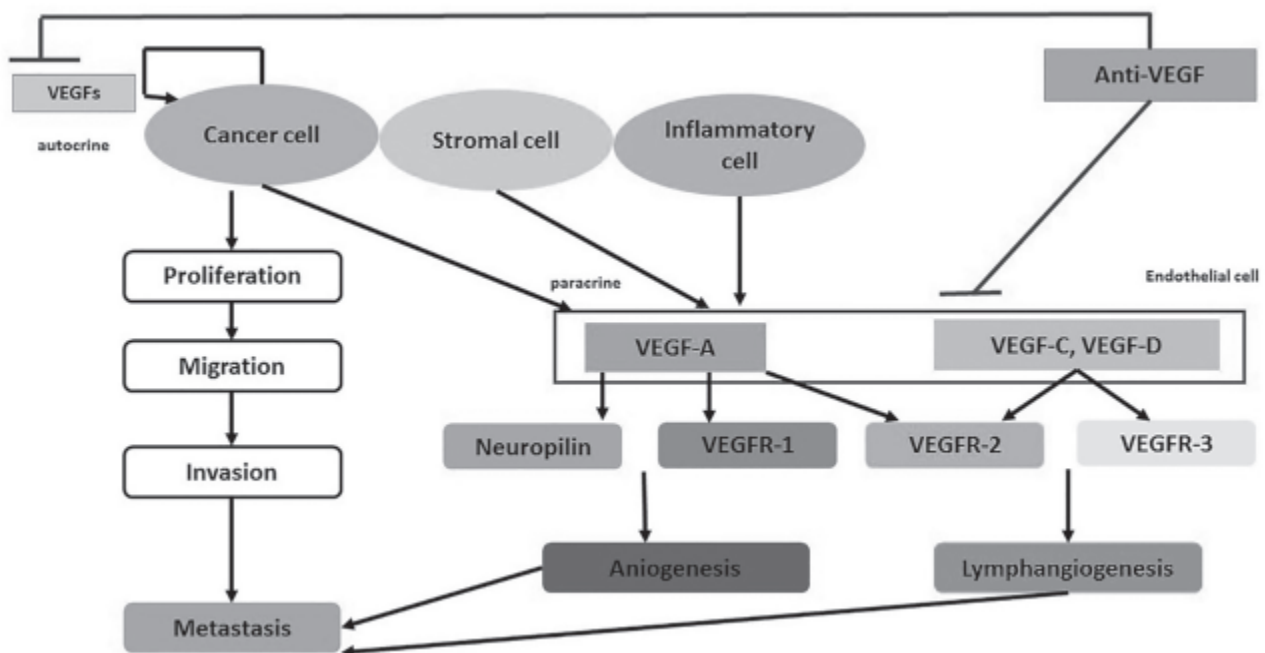 Anti-VEGF
VEGFs
autocrine
Cancer cell
Stromal cell
Inflammatory
cell
Proliferation
paracrine
Endothelial cell
VEGF-A
VEGF-C, VEGF-D
Migration
Neuropilin
VEGFR-1
VEGFR-2
VEGFR-3
Invasion
Aniogenesis
Lymphangiogenesis
Metastasis